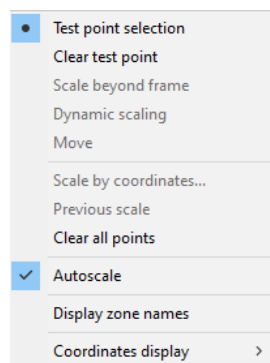 Test point selection
Clear test point
Scale beyond frame
Dynamic scaling
Move
Scale by coordinates...
Previous scale
Clear all points
Autoscale
Display zone names
Coordinates display